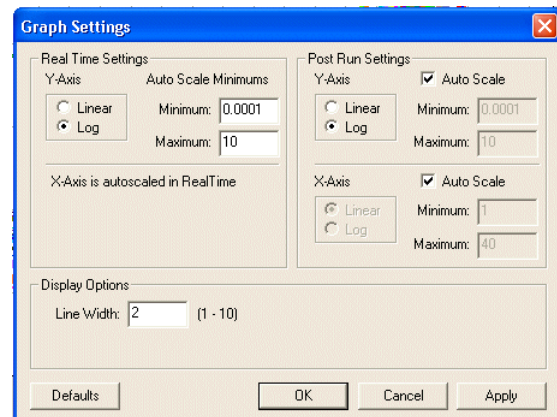 Graph Settings
Real Time Settings
Y-Axis
Auto Scale Minimums
Linear
Log
Minimum: 0.0001
Maximum: 10
X-Axis is autoscaled in RealTime
Post Run Settings
Y-Axis
Auto Scale
Linear
Log
Minimum: 0.0001
Maximum: 10
X-Axis
Auto Scale
Linear
Log
Minimum: 1
Maximum: 40
Display Options
Line Width: 2 (1 - 10)
Defaults
OK
Cancel
Apply